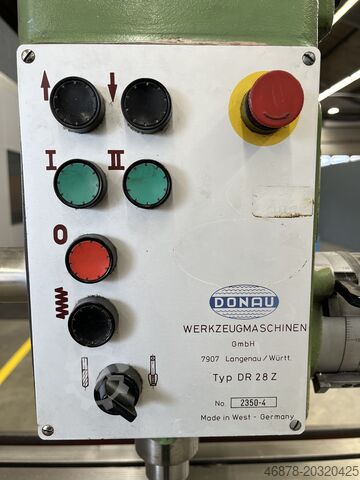 I II
O
DONAU
WERKZEUGMASCHINEN
GmbH
7907 Langenau/Württ.
Typ DR 28 Z
No. 2350-4
Made in West - Germany
46878-20320425